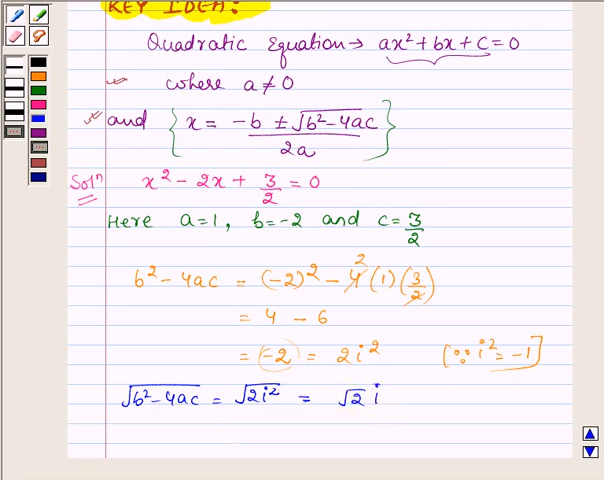 KEY IDEA:
Quadratic Equation → ax² + bx + c = 0
where a ≠ 0
and { x = -b ± √b² - 4ac / 2a }
Solⁿ x² - 2x + 3/2 = 0
Here a = 1, b = -2 and c = 3/2
b² - 4ac = (-2)² - 4 2 (1) (3/2)
= 4 - 6
= -2 = 2i² [∵ i² = -1]
√b² - 4ac = √2i² = √2 i